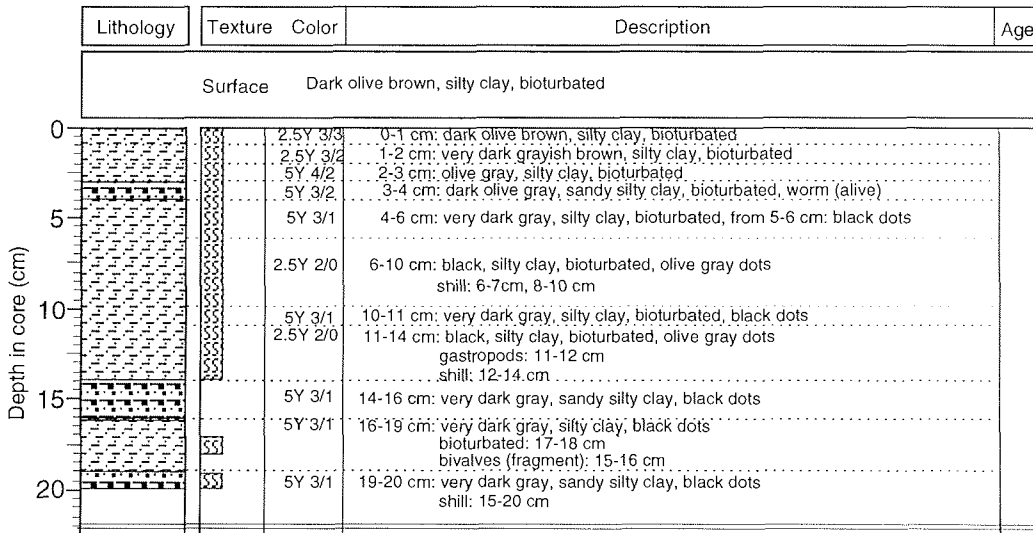 Lithology Texture Color Description Age
Surface Dark olive brown, silty clay, bioturbated
0 2.5Y 3/3 0-1 cm: dark olive brown, silty clay, bioturbated
2.5Y 3/2 1-2 cm: very dark grayish brown, silty clay, bioturbated
5Y 4/2 2-3 cm: olive gray, silty clay, bioturbated
5Y 3/2 3-4 cm: dark olive gray, sandy silty clay, bioturbated, worm (alive)
5 5Y 3/1 4-6 cm: very dark gray, silty clay, bioturbated, from 5-6 cm: black dots
2.5Y 2/0 6-10 cm: black, silty clay, bioturbated, olive gray dots
shill: 6-7cm, 8-10 cm
10 5Y 3/1 10-11 cm: very dark gray, silty clay, bioturbated, black dots
2.5Y 2/0 11-14 cm: black, silty clay, bioturbated, olive gray dots
gastropods: 11-12 cm
shill: 12-14 cm
15 5Y 3/1 14-16 cm: very dark gray, sandy silty clay, black dots
5Y 3/1 16-19 cm: very dark gray, silty clay, black dots
bioturbated: 17-18 cm
bivalves (fragment): 15-16 cm
20 5Y 3/1 19-20 cm: very dark gray, sandy silty clay, black dots
shill: 15-20 cm
Depth in core (cm)